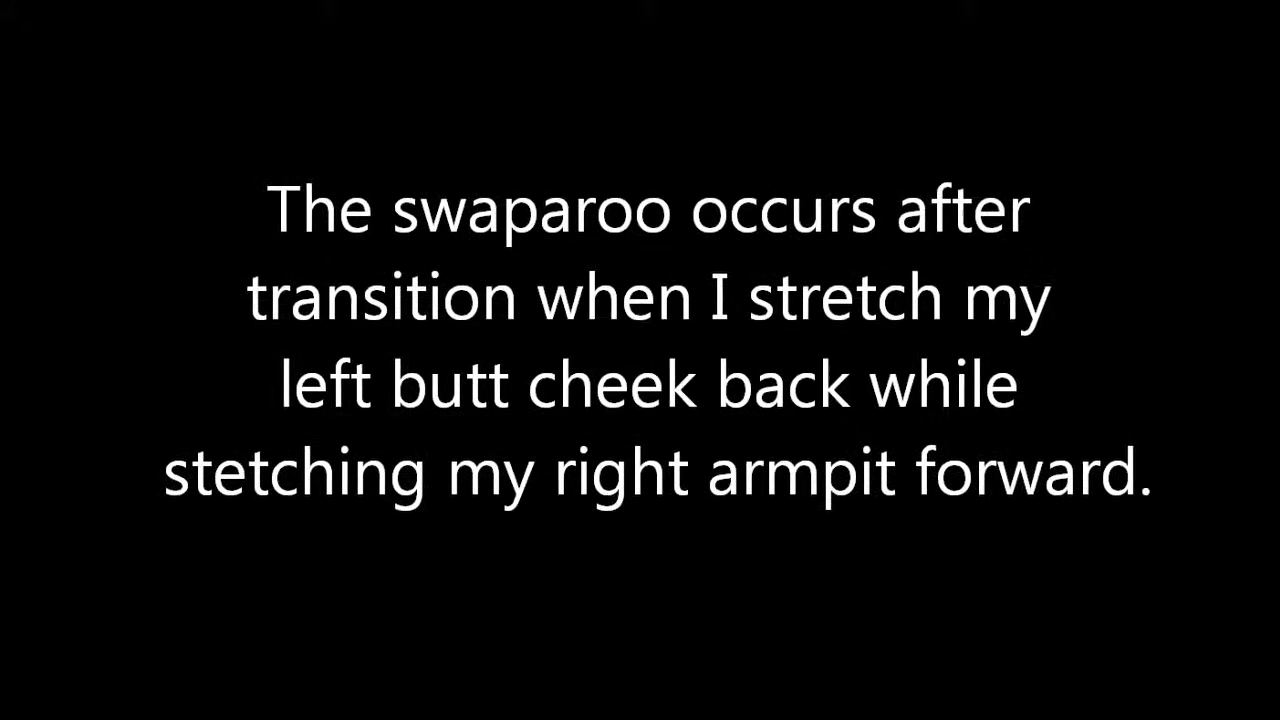 The swaparoo occurs after
transition when I stretch my
left butt cheek back while
stetching my right armpit forward.